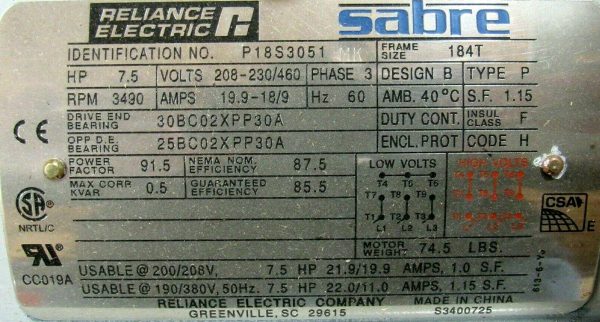 RELIANCE ELECTRIC R sabre
IDENTIFICATION NO. P18S3051 MK FRAME SIZE 184T
HP 7.5 VOLTS 208-230/460 PHASE 3 DESIGN B TYPE P
RPM 3490 AMPS 19.9-18/9 Hz 60 AMB. 40°C S.F. 1.15
DRIVE END BEARING 30BC02XPP30A DUTY CONT. INSUL CLASS F
OPP D.E. BEARING 25BC02XPP30A ENCL. PROT CODE H
POWER FACTOR 91.5 NEMA NOM. EFFICIENCY 87.5 LOW VOLTS HIGH VOLTS
MAX CORR KVAR 0.5 GUARANTEED EFFICIENCY 85.5
T4 T5 T6
T7 T8 T9
T1 T2 T3
L1 L2 L3
CE
SA
NRTL/C
CSA
E
MOTOR WEIGHT 74.5 LBS.
CC019A
USABLE @ 200/208V, 7.5 HP 21.9/19.9 AMPS, 1.0 S.F.
USABLE @ 190/380V, 50Hz. 7.5 HP 22.0/11.0 AMPS, 1.15 S.F.
RELIANCE ELECTRIC COMPANY MADE IN CHINA
GREENVILLE, SC 29615 S3400725